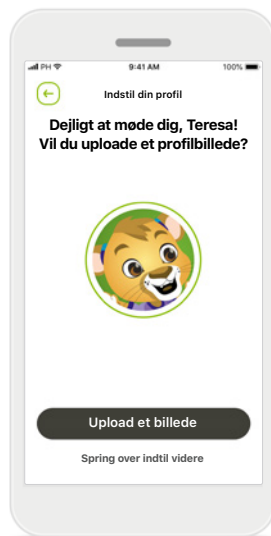 PH 9:41 AM 100%
Indstil din profil
Dejligt at møde dig, Teresa!
Vil du uploade et profilbillede?
Upload et billede
Spring over indtil videre